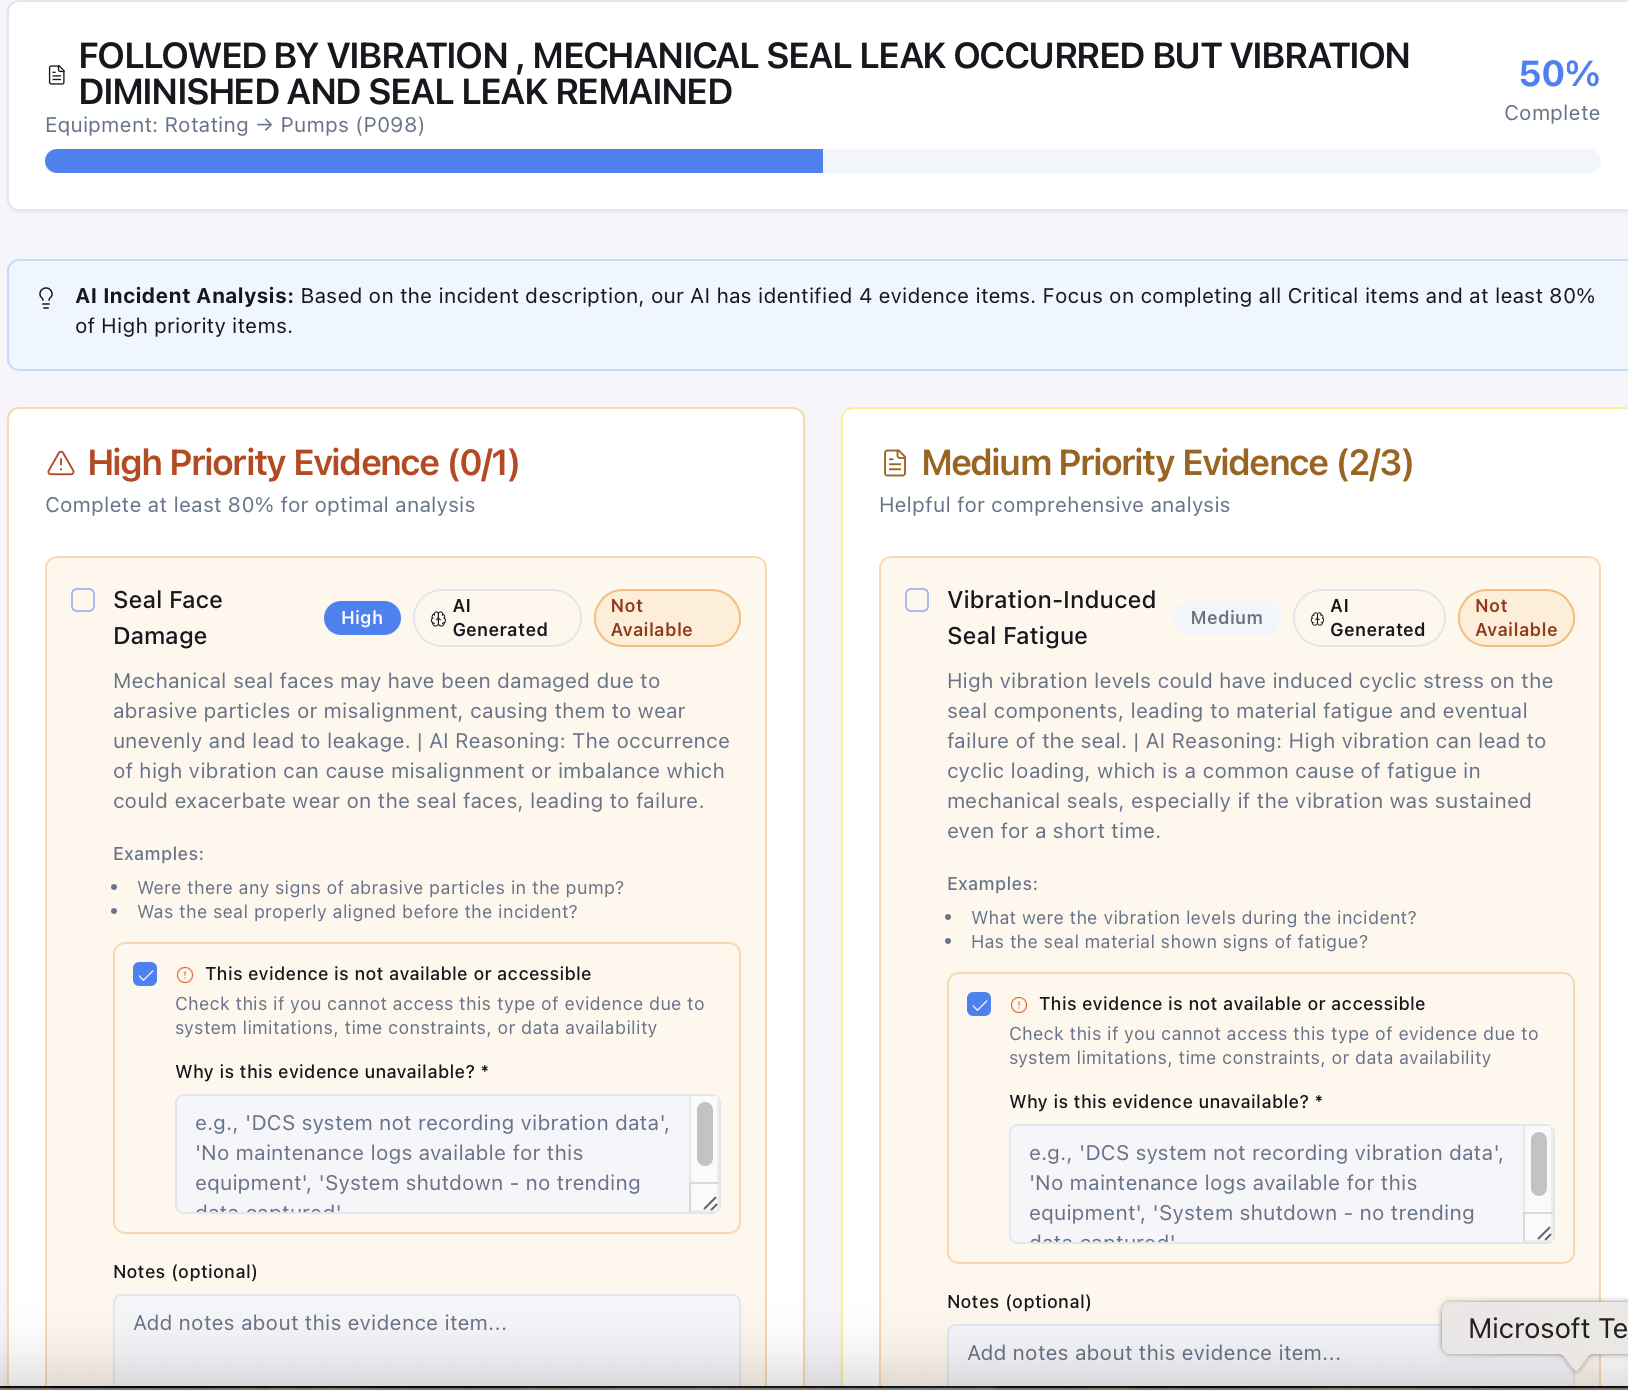 FOLLOWED BY VIBRATION , MECHANICAL SEAL LEAK OCCURRED BUT VIBRATION
DIMINISHED AND SEAL LEAK REMAINED
Equipment: Rotating → Pumps (P098)
50%
Complete
AI Incident Analysis: Based on the incident description, our AI has identified 4 evidence items. Focus on completing all Critical items and at least 80%
of High priority items.
High Priority Evidence (0/1)
Complete at least 80% for optimal analysis
Seal Face
Damage
High
AI
Generated
Not
Available
Mechanical seal faces may have been damaged due to
abrasive particles or misalignment, causing them to wear
unevenly and lead to leakage. | AI Reasoning: The occurrence
of high vibration can cause misalignment or imbalance which
could exacerbate wear on the seal faces, leading to failure.
Examples:
• Were there any signs of abrasive particles in the pump?
• Was the seal properly aligned before the incident?
This evidence is not available or accessible
Check this if you cannot access this type of evidence due to
system limitations, time constraints, or data availability
Why is this evidence unavailable? *
e.g., 'DCS system not recording vibration data',
'No maintenance logs available for this
equipment', 'System shutdown - no trending
data captured'
Notes (optional)
Add notes about this evidence item...
Medium Priority Evidence (2/3)
Helpful for comprehensive analysis
Vibration-Induced
Seal Fatigue
Medium
AI
Generated
Not
Available
High vibration levels could have induced cyclic stress on the
seal components, leading to material fatigue and eventual
failure of the seal. | AI Reasoning: High vibration can lead to
cyclic loading, which is a common cause of fatigue in
mechanical seals, especially if the vibration was sustained
even for a short time.
Examples:
• What were the vibration levels during the incident?
• Has the seal material shown signs of fatigue?
This evidence is not available or accessible
Check this if you cannot access this type of evidence due to
system limitations, time constraints, or data availability
Why is this evidence unavailable? *
e.g., 'DCS system not recording vibration data',
'No maintenance logs available for this
equipment', 'System shutdown - no trending
data captured'
Notes (optional)
Add notes about this evidence item...
Microsoft Te